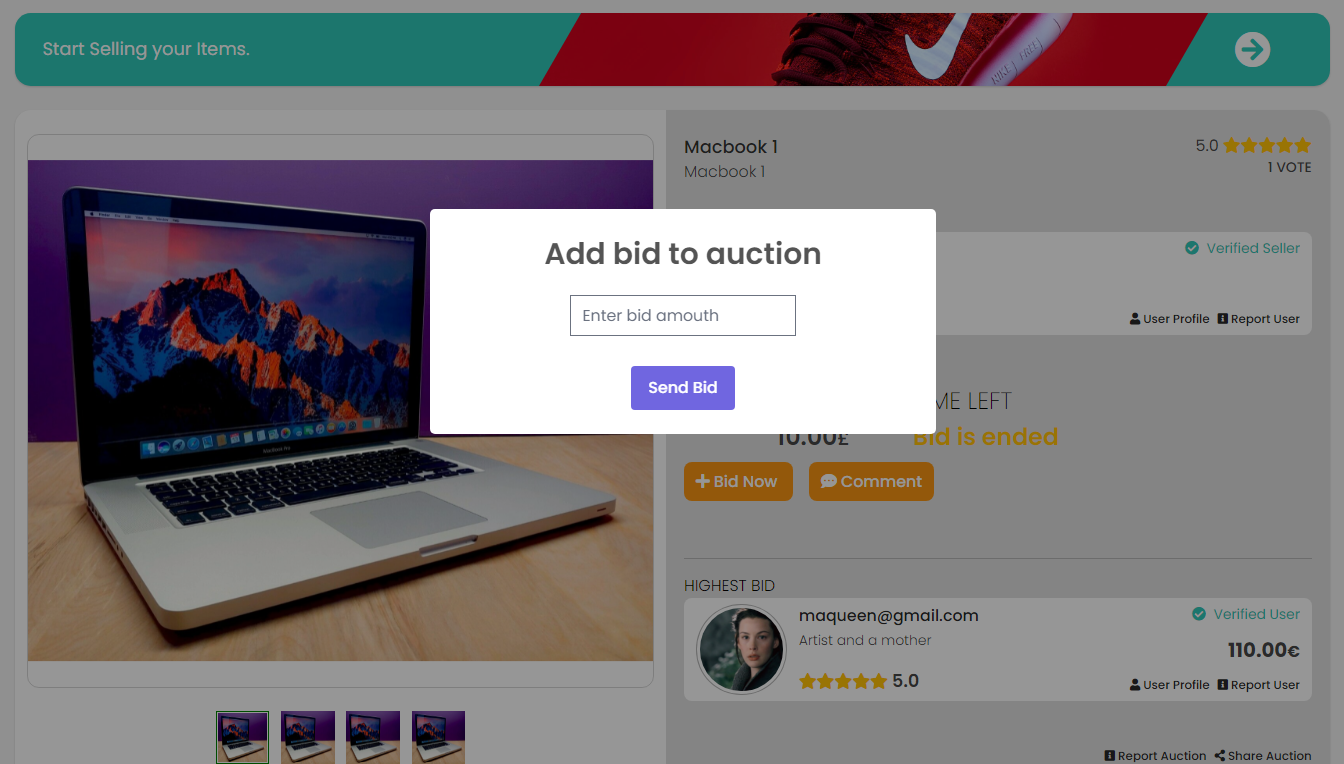 Start Selling your Items.
NIKE FREE
Macbook 1
Macbook 1
5.0
1 VOTE
Verified Seller
User Profile Report User
Add bid to auction
Enter bid amouth
Send Bid
ME LEFT
10.00£
Bid is ended
Bid Now
Comment
HIGHEST BID
maqueen@gmail.com
Artist and a mother
5.0
Verified User
110.00€
User Profile Report User
Report Auction Share Auction